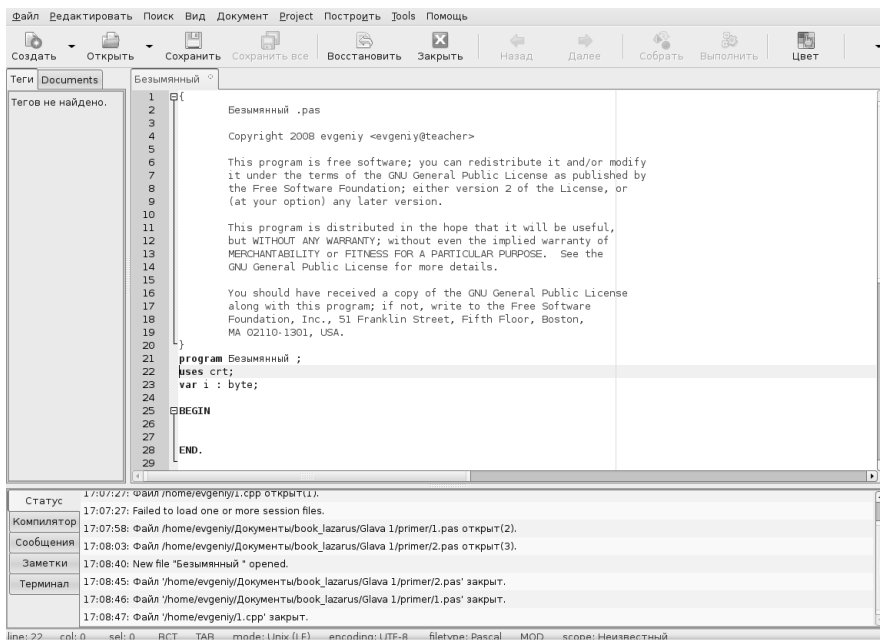 Файл Редактировать Поиск Вид Документ Project Построить Tools Помощь
Создать Открыть Сохранить Сохранить все Восстановить Закрыть Назад Далее Собрать Выполнить Цвет
Теги Documents Безымянный
Тегов не найдено.
1 {
2 Безымянный .pas
3
4 Copyright 2008 evgeniy <evgeniy@teacher>
5
6 This program is free software; you can redistribute it and/or modify
7 it under the terms of the GNU General Public License as published by
8 the Free Software Foundation; either version 2 of the License, or
9 (at your option) any later version.
10
11 This program is distributed in the hope that it will be useful,
12 but WITHOUT ANY WARRANTY; without even the implied warranty of
13 MERCHANTABILITY or FITNESS FOR A PARTICULAR PURPOSE.  See the
14 GNU General Public License for more details.
15
16 You should have received a copy of the GNU General Public License
17 along with this program; if not, write to the Free Software
18 Foundation, Inc., 51 Franklin Street, Fifth Floor, Boston,
19 MA 02110-1301, USA.
20 }
21 program Безымянный ;
22 uses crt;
23 var i : byte;
24
25 BEGIN
26
27
28 END.
29
Статус
Компилятор
Сообщения
Заметки
Терминал
17:07:27: Файл /home/evgeniy/1.cpp открыт(1).
17:07:27: Failed to load one or more session files.
17:07:58: Файл /home/evgeniy/Документы/book_lazarus/Glava 1/primer/1.pas открыт(2).
17:08:03: Файл /home/evgeniy/Документы/book_lazarus/Glava 1/primer/2.pas открыт(3).
17:08:40: New file "Безымянный " opened.
17:08:45: Файл '/home/evgeniy/Документы/book_lazarus/Glava 1/primer/2.pas' закрыт.
17:08:46: Файл '/home/evgeniy/Документы/book_lazarus/Glava 1/primer/1.pas' закрыт.
17:08:47: Файл '/home/evgeniy/1.cpp' закрыт.
line: 22 col: 0 sel: 0 ВСТ TAB mode: Unix (LF) encoding: UTF-8 filetype: Pascal MOD scope: Неизвестный